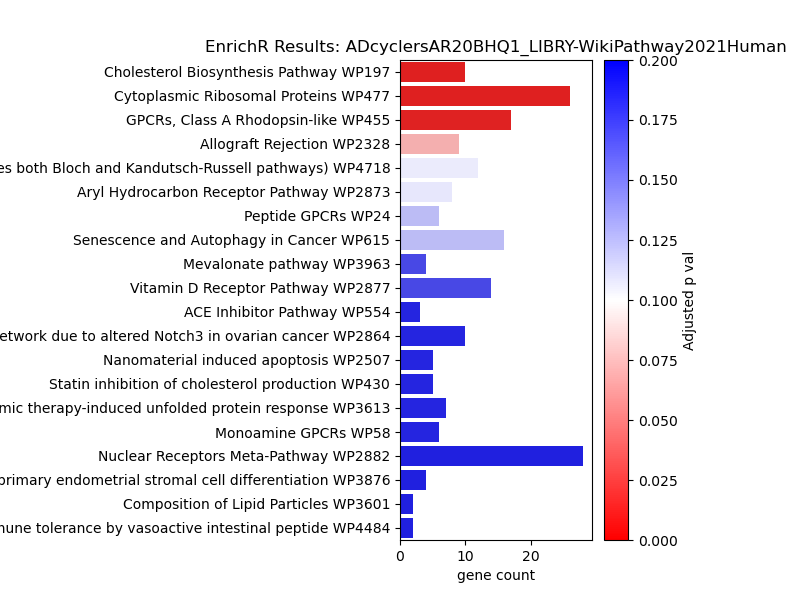 EnrichR Results: ADcyclersAR20BHQ1_LIBRY-WikiPathway2021Human
Cholesterol Biosynthesis Pathway WP197
Cytoplasmic Ribosomal Proteins WP477
GPCRs, Class A Rhodopsin-like WP455
Allograft Rejection WP2328
es both Bloch and Kandutsch-Russell pathways) WP4718
Aryl Hydrocarbon Receptor Pathway WP2873
Peptide GPCRs WP24
Senescence and Autophagy in Cancer WP615
Mevalonate pathway WP3963
Vitamin D Receptor Pathway WP2877
ACE Inhibitor Pathway WP554
etwork due to altered Notch3 in ovarian cancer WP2864
Nanomaterial induced apoptosis WP2507
Statin inhibition of cholesterol production WP430
mic therapy-induced unfolded protein response WP3613
Monoamine GPCRs WP58
Nuclear Receptors Meta-Pathway WP2882
primary endometrial stromal cell differentiation WP3876
Composition of Lipid Particles WP3601
nune tolerance by vasoactive intestinal peptide WP4484
0 10 20
gene count
0.200
0.175
0.150
0.125
0.100
0.075
0.050
0.025
0.000
Adjusted p val